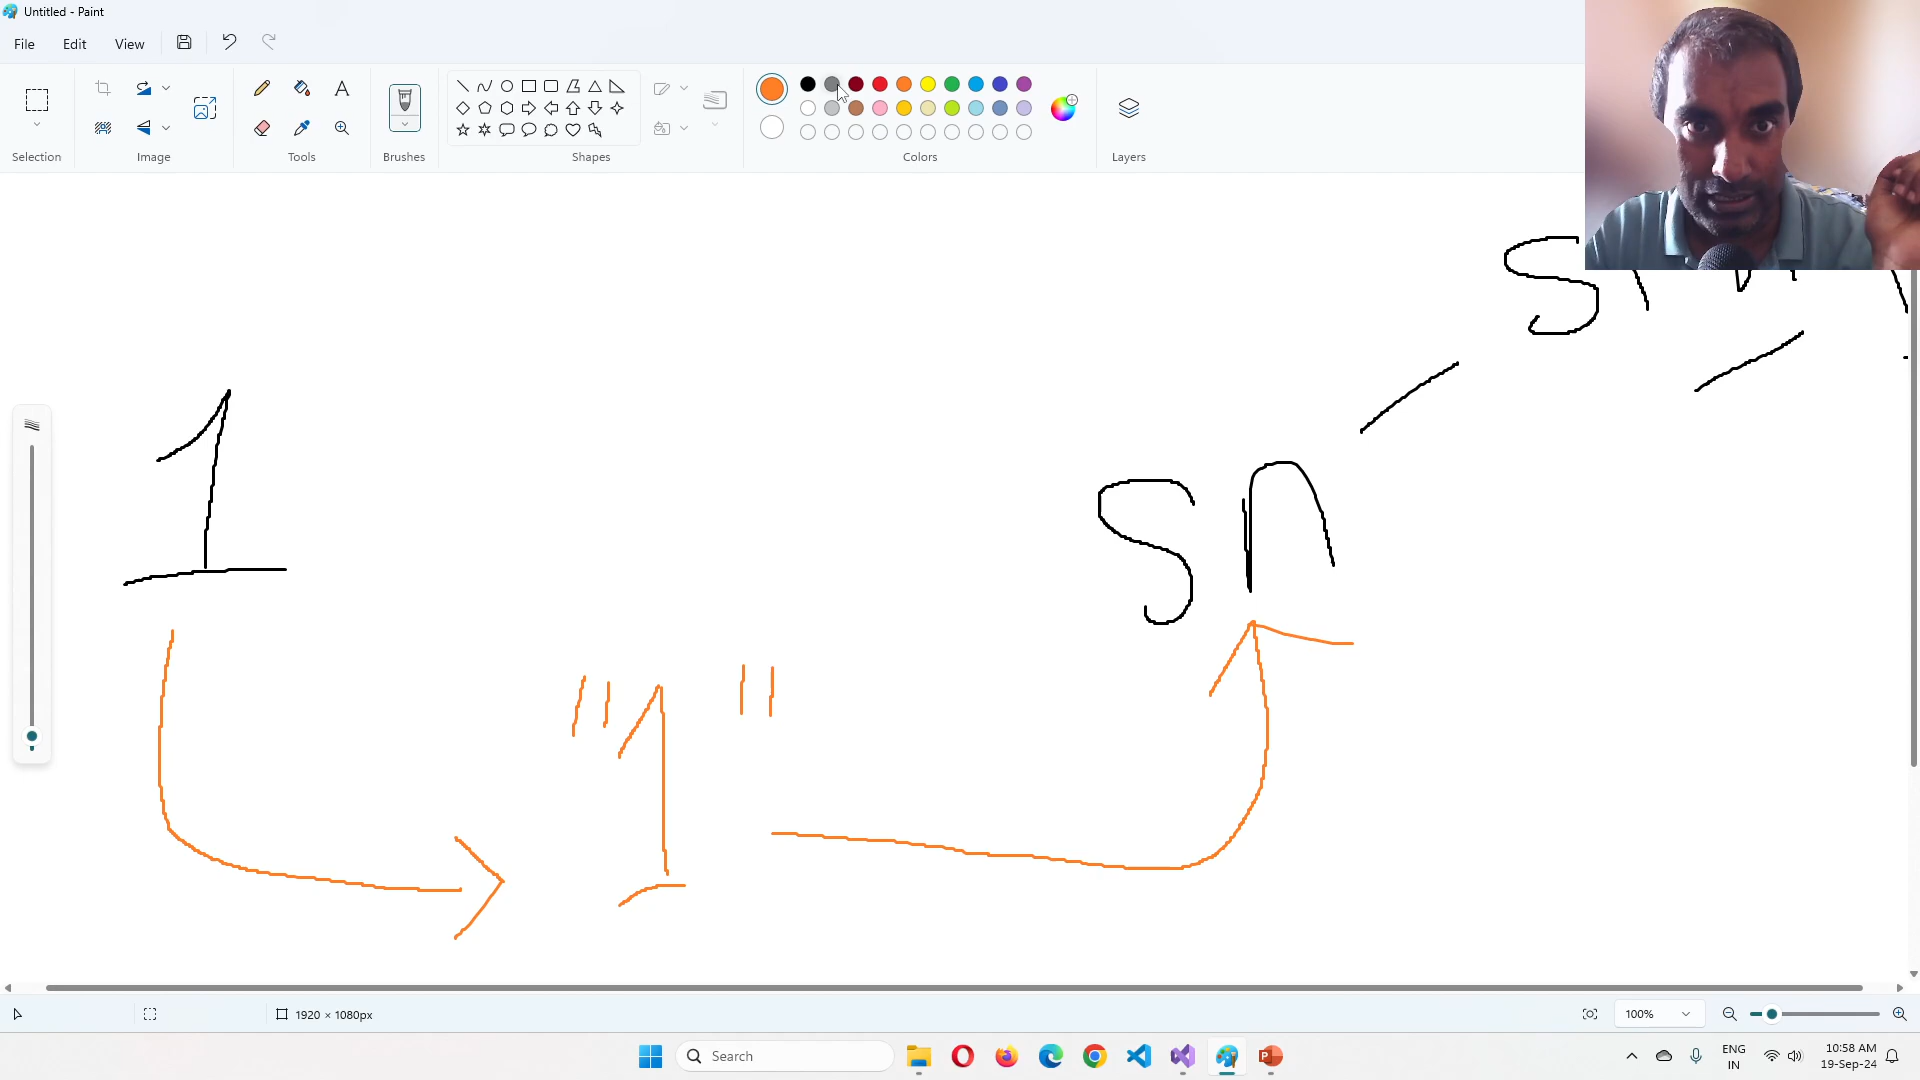 Untitled - Paint
File Edit View
Selection Image Tools Brushes Shapes Colors Layers
1
sn
"1"
1920 × 1080px
100%
Search
ENG
IN
10:58 AM
19-Sep-24